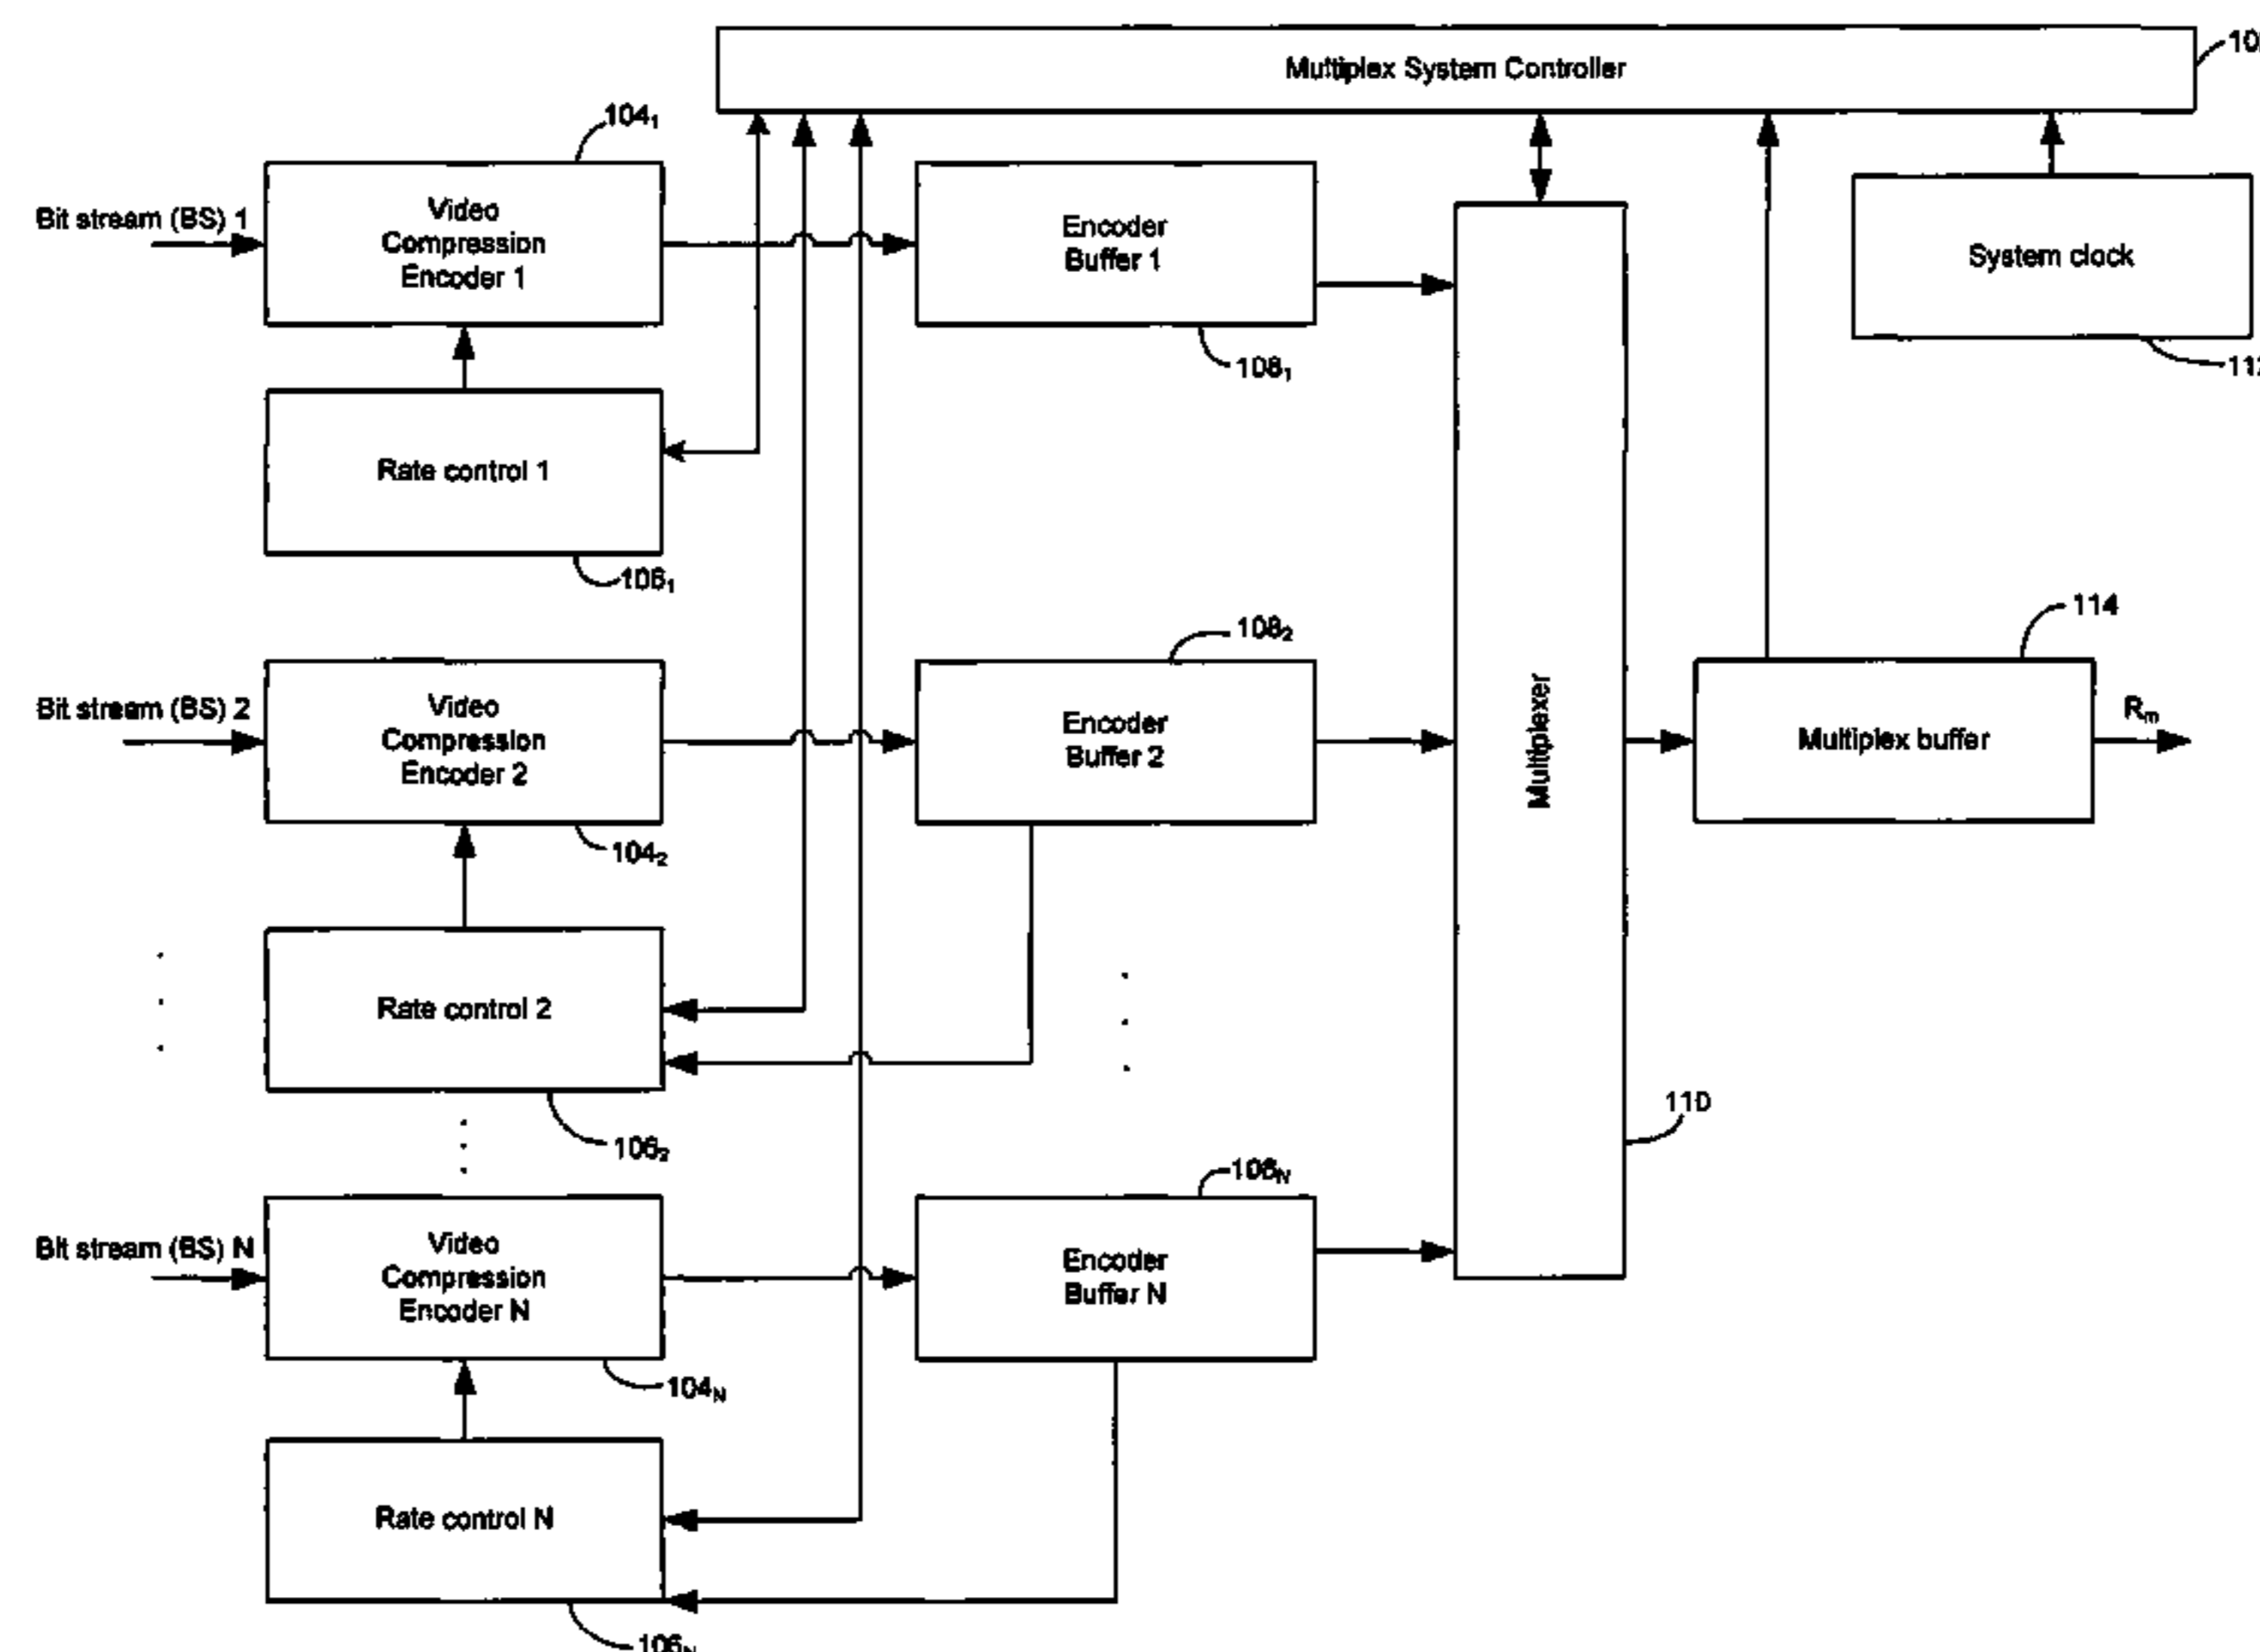 Multiplex System Controller
104₁
Bit stream (BS) 1
Video
Compression
Encoder 1
Encoder
Buffer 1
System clock
108₁
Rate control 1
106₁
108₂
114
Bit stream (BS) 2
Video
Compression
Encoder 2
Encoder
Buffer 2
Multiplexer
Multiplex buffer
Rₘ
104₂
Rate control 2
110
106₂
108N
Bit stream (BS) N
Video
Compression
Encoder N
Encoder
Buffer N
104N
Rate control N
106N